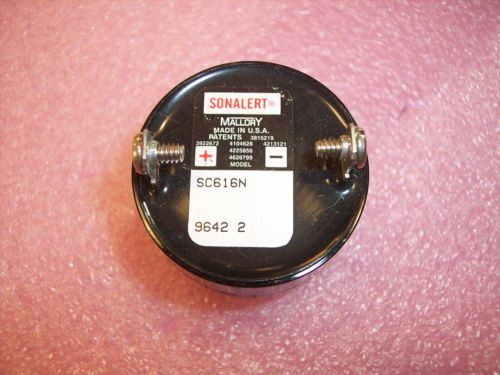 SONALERT®
MALLORY
MADE IN U.S.A.
PATENTS 3815219
3922672 4104628 4213121
4225856
+ 4626799 −
MODEL
SC616N
9642 2